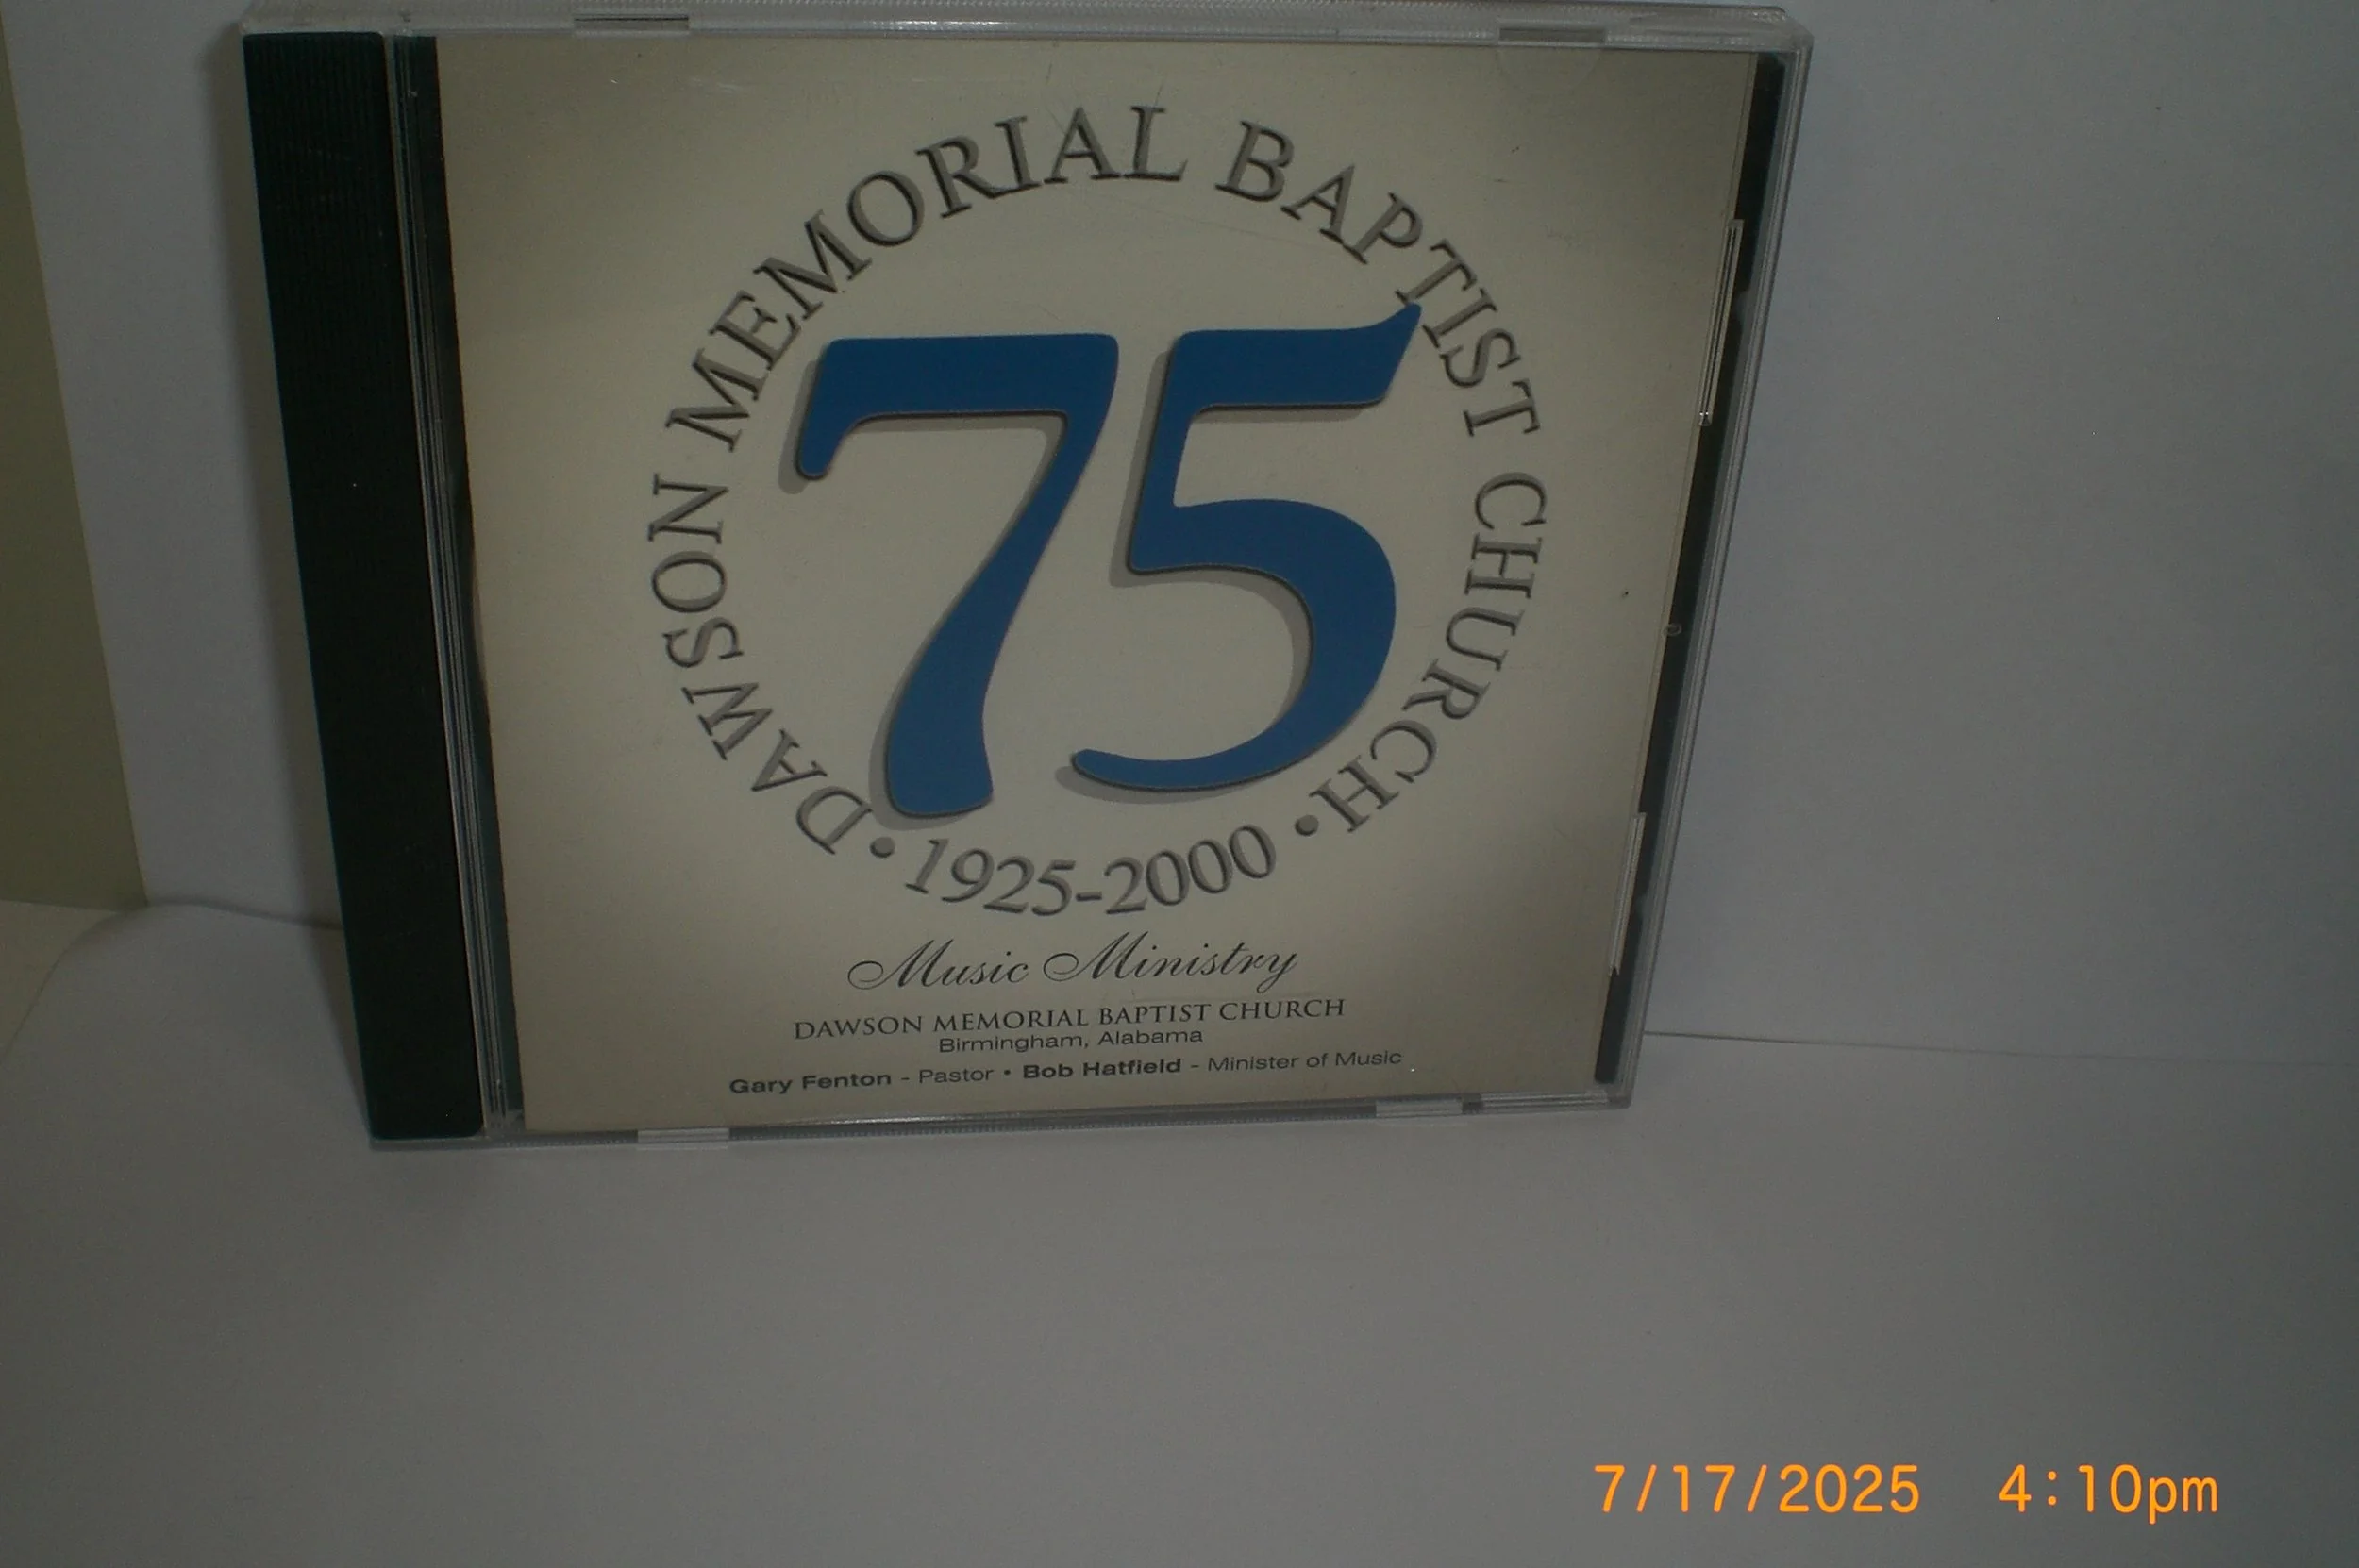 DAWSON MEMORIAL BAPTIST CHURCH •
1925-2000 •
75
Music Ministry
DAWSON MEMORIAL BAPTIST CHURCH
Birmingham, Alabama
Gary Fenton - Pastor • Bob Hatfield - Minister of Music
7/17/2025 4:10pm